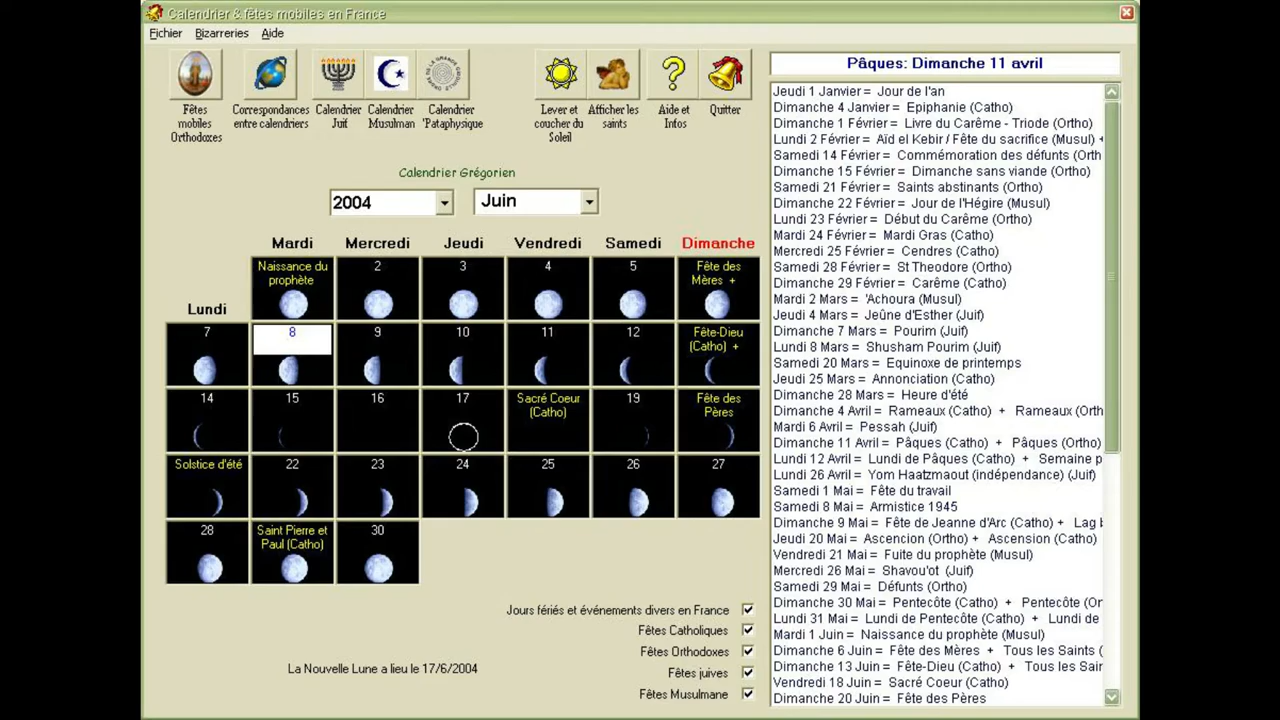 Calendrier & fêtes mobiles en France
Fichier Bizarreries Aide
Fêtes mobiles Orthodoxes
Correspondances entre calendriers
Calendrier Juif
Calendrier Musulman
Calendrier 'Pataphysique
Lever et coucher du Soleil
Afficher les saints
Aide et Infos
Quitter
Calendrier Grégorien
2004 Juin
Lundi Mardi Mercredi Jeudi Vendredi Samedi Dimanche
Naissance du prophète 2 3 4 5 Fête des Mères +
7 8 9 10 11 12 Fête-Dieu (Catho) +
14 15 16 17 Sacré Coeur (Catho) 19 Fête des Pères
Solstice d'été 22 23 24 25 26 27
28 Saint Pierre et Paul (Catho) 30
Jours fériés et événements divers en France
Fêtes Catholiques
Fêtes Orthodoxes
Fêtes juives
Fêtes Musulmane
La Nouvelle Lune a lieu le 17/6/2004
Pâques: Dimanche 11 avril
Jeudi 1 Janvier = Jour de l'an
Dimanche 4 Janvier = Epiphanie (Catho)
Dimanche 1 Février = Livre du Carême - Triode (Ortho)
Lundi 2 Février = Aïd el Kebir / Fête du sacrifice (Musul) +
Samedi 14 Février = Commémoration des défunts (Orth
Dimanche 15 Février = Dimanche sans viande (Ortho)
Samedi 21 Février = Saints abstinants (Ortho)
Dimanche 22 Février = Jour de l'Hégire (Musul)
Lundi 23 Février = Début du Carême (Ortho)
Mardi 24 Février = Mardi Gras (Catho)
Mercredi 25 Février = Cendres (Catho)
Samedi 28 Février = St Theodore (Ortho)
Dimanche 29 Février = Carême (Catho)
Mardi 2 Mars = 'Achoura (Musul)
Jeudi 4 Mars = Jeûne d'Esther (Juif)
Dimanche 7 Mars = Pourim (Juif)
Lundi 8 Mars = Shusham Pourim (Juif)
Samedi 20 Mars = Equinoxe de printemps
Jeudi 25 Mars = Annonciation (Catho)
Dimanche 28 Mars = Heure d'été
Dimanche 4 Avril = Rameaux (Catho) + Rameaux (Orth
Mardi 6 Avril = Pessah (Juif)
Dimanche 11 Avril = Pâques (Catho) + Pâques (Ortho)
Lundi 12 Avril = Lundi de Pâques (Catho) + Semaine p
Lundi 26 Avril = Yom Haatzmaout (indépendance) (Juif)
Samedi 1 Mai = Fête du travail
Samedi 8 Mai = Armistice 1945
Dimanche 9 Mai = Fête de Jeanne d'Arc (Catho) + Lag b
Jeudi 20 Mai = Ascencion (Ortho) + Ascension (Catho)
Vendredi 21 Mai = Fuite du prophète (Musul)
Mercredi 26 Mai = Shavou'ot (Juif)
Samedi 29 Mai = Défunts (Ortho)
Dimanche 30 Mai = Pentecôte (Catho) + Pentecôte (Or
Lundi 31 Mai = Lundi de Pentecôte (Catho) + Lundi de
Mardi 1 Juin = Naissance du prophète (Musul)
Dimanche 6 Juin = Fête des Mères + Tous les Saints (
Dimanche 13 Juin = Fête-Dieu (Catho) + Tous les Sain
Vendredi 18 Juin = Sacré Coeur (Catho)
Dimanche 20 Juin = Fête des Pères